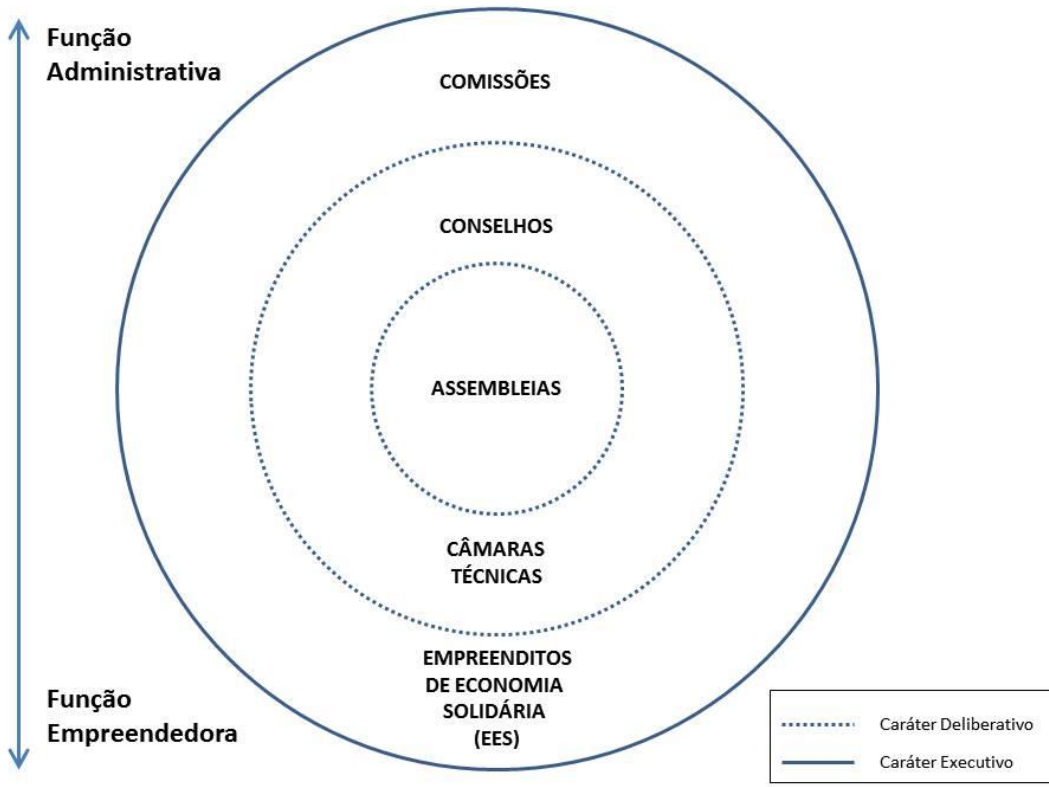 Função
Administrativa
COMISSÕES
CONSELHOS
ASSEMBLEIAS
CÂMARAS
TÉCNICAS
EMPREENDITOS
DE ECONOMIA
SOLIDÁRIA
(EES)
Função
Empreendedora
Caráter Deliberativo
Caráter Executivo